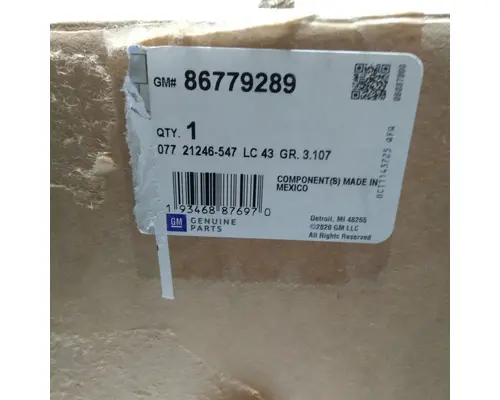 GM# 86779289
QTY. 1
077 21246-547 LC 43 GR. 3.107
COMPONENT(S) MADE IN
MEXICO
1 93468 87697 0
GM GENUINE
PARTS
Detroit, MI 48265
©2020 GM LLC
All Rights Reserved